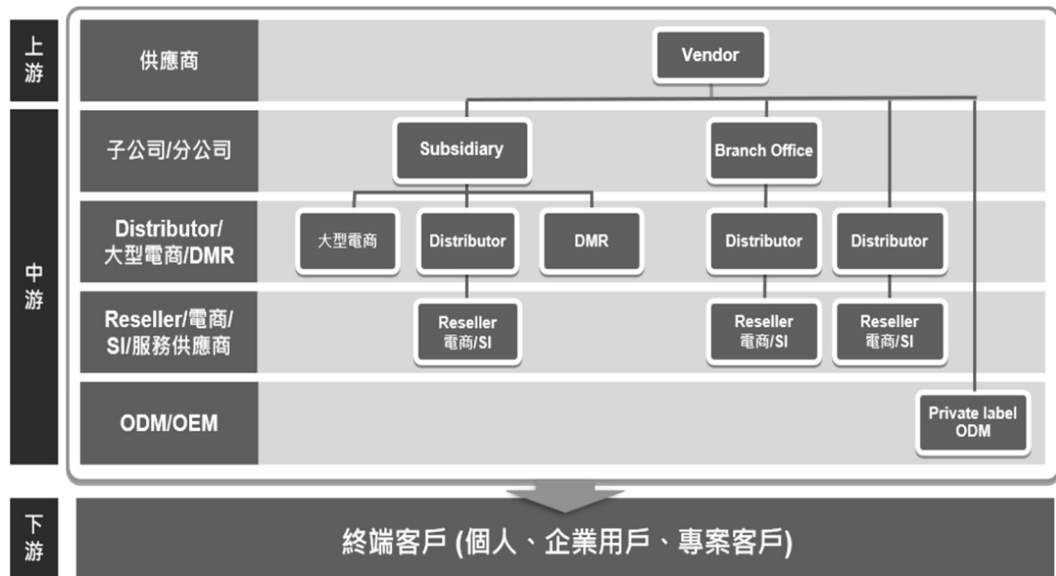 上
游
供應商
Vendor
中
游
子公司/分公司
Subsidiary
Branch Office
Distributor/
大型電商/DMR
大型電商
Distributor
DMR
Distributor
Distributor
Reseller/電商/
SI/服務供應商
Reseller
電商/SI
Reseller
電商/SI
Reseller
電商/SI
ODM/OEM
Private label
ODM
下
游
終端客戶 (個人、企業用戶、專案客戶)